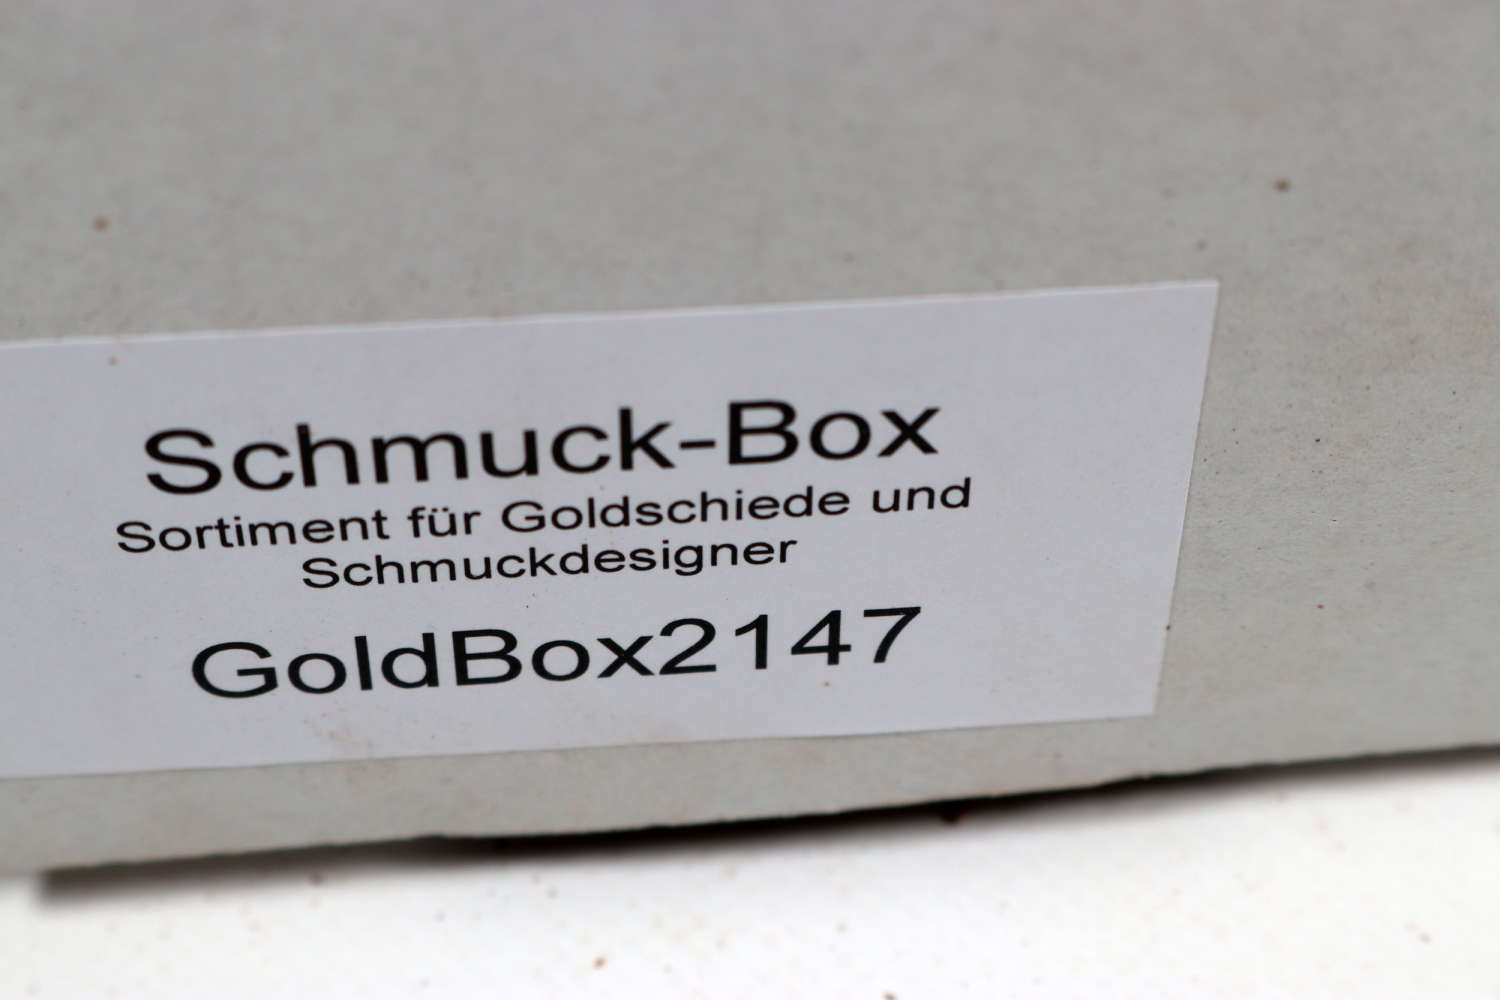 Schmuck-Box
Sortiment für Goldschiede und
Schmuckdesigner
GoldBox2147